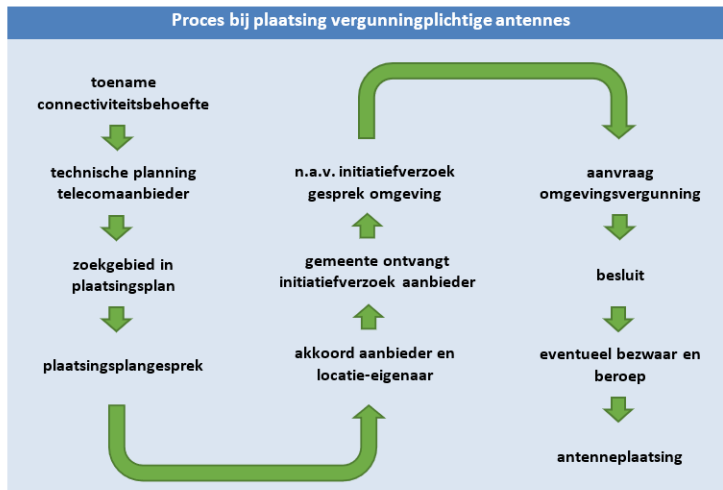 Proces bij plaatsing vergunningplichtige antennes
toename
connectiviteitsbehoefte
technische planning
telecomaanbieder
zoekgebied in
plaatsingsplan
plaatsingsplangesprek
akkoord aanbieder en
locatie-eigenaar
gemeente ontvangt
initiatiefverzoek aanbieder
n.a.v. initiatiefverzoek
gesprek omgeving
aanvraag
omgevingsvergunning
besluit
eventueel bezwaar en
beroep
antenneplaatsing